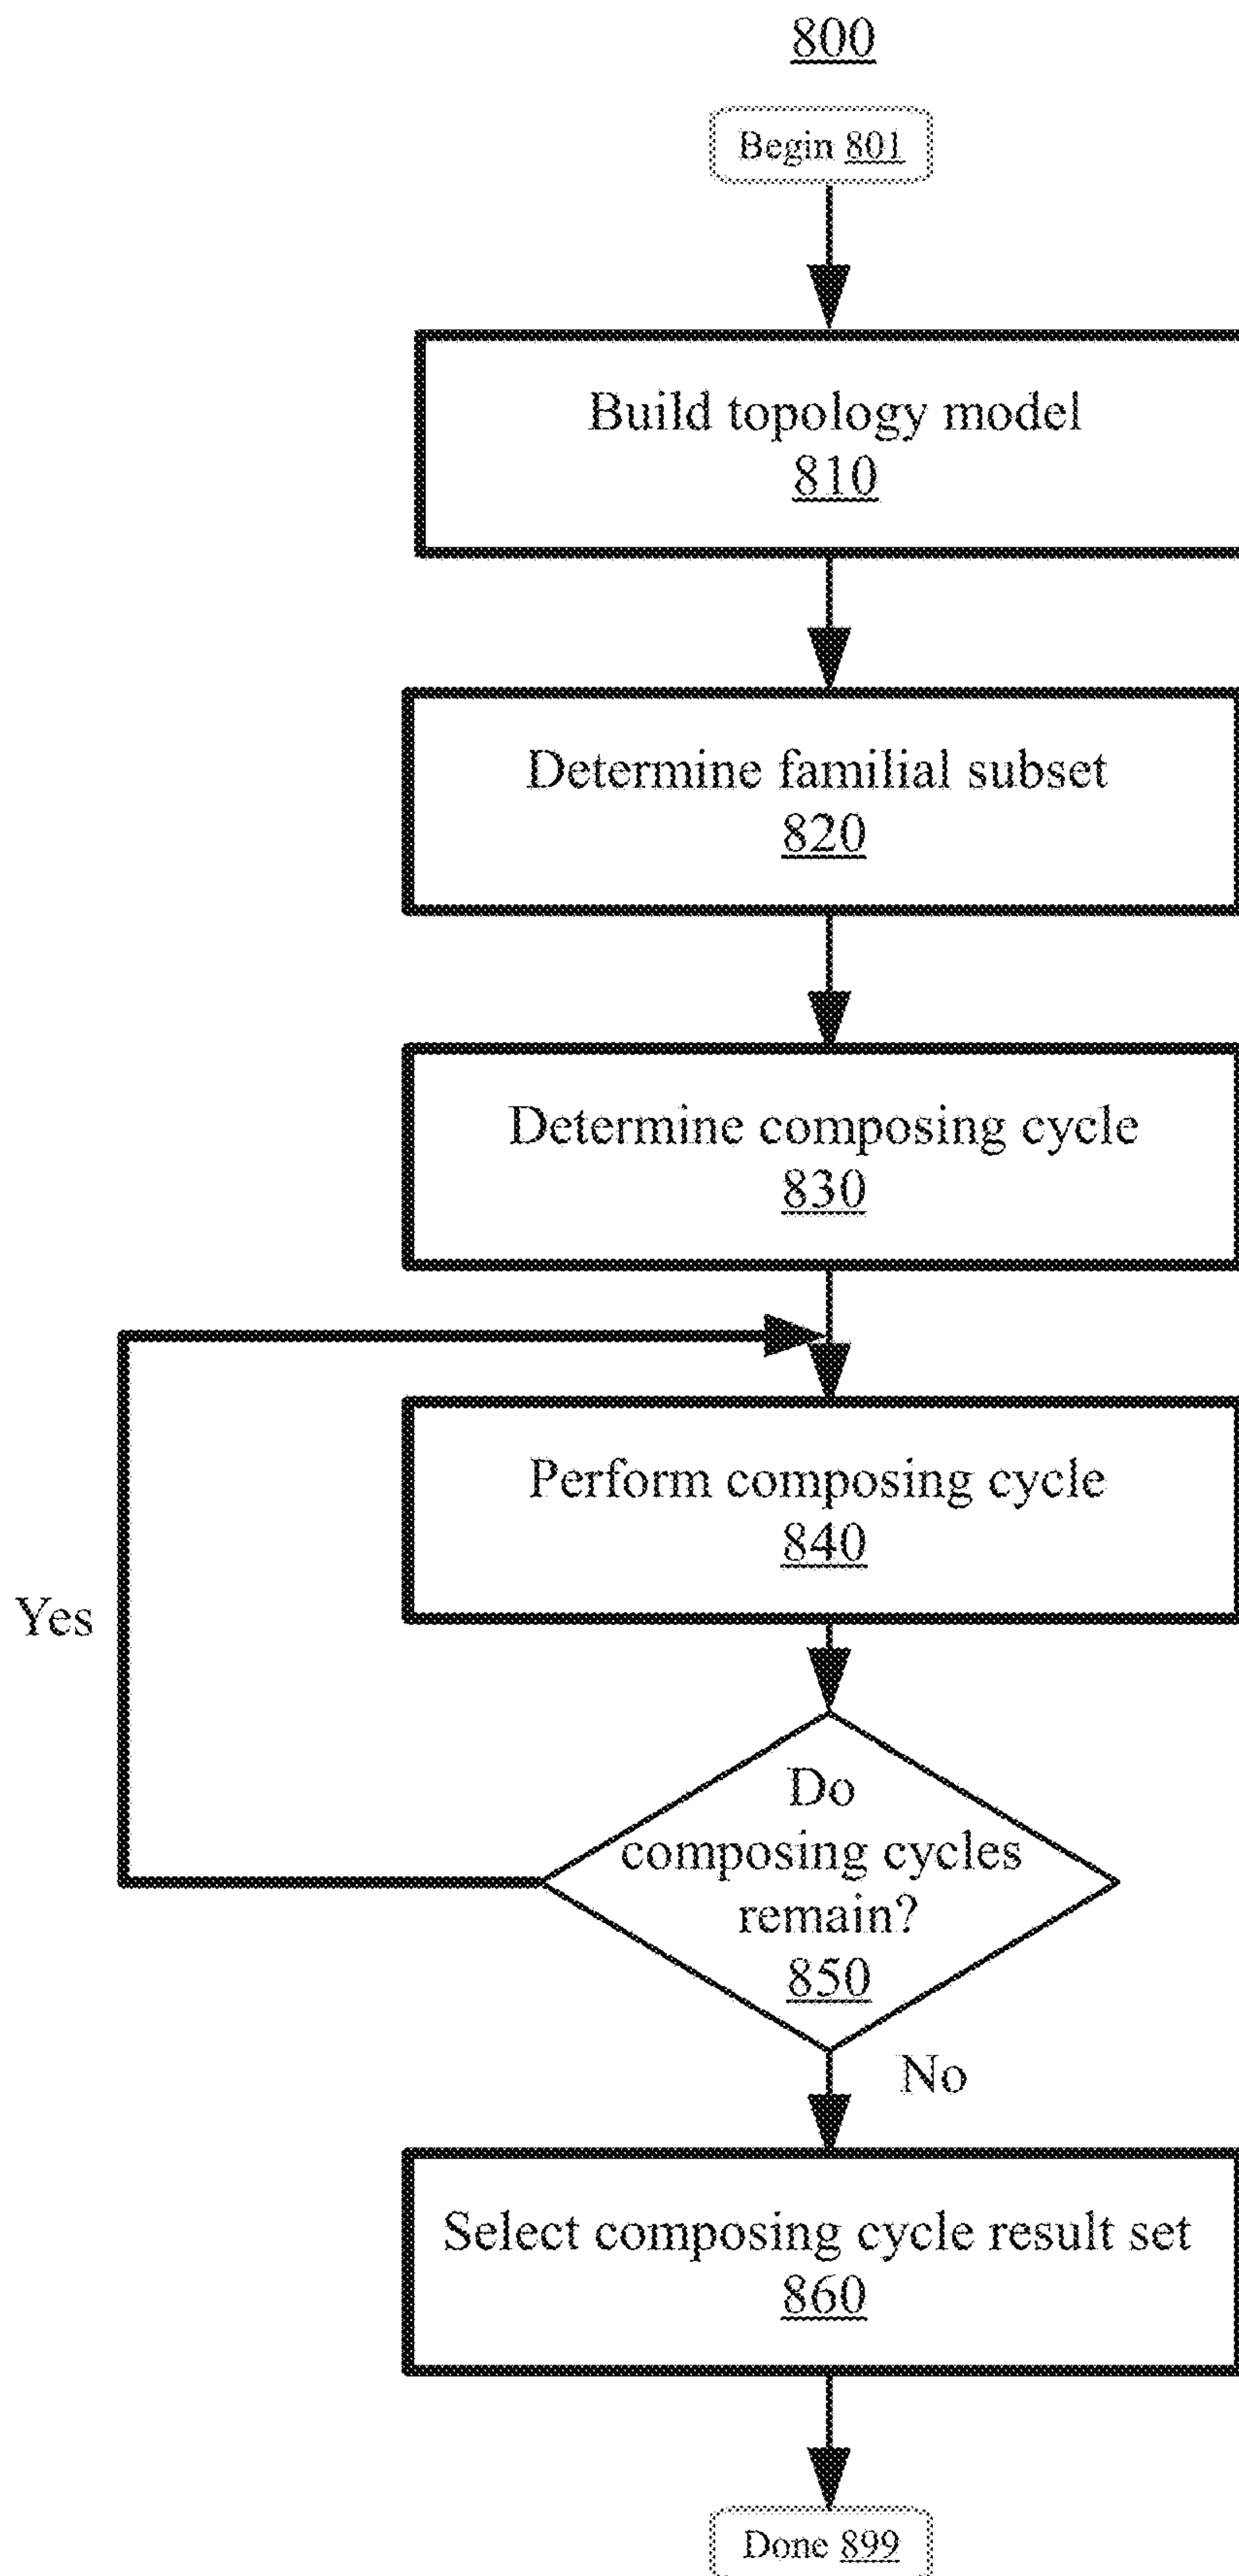 800
Begin 801
Build topology model
810
Determine familial subset
820
Determine composing cycle
830
Perform composing cycle
840
Yes
Do
composing cycles
remain?
850
No
Select composing cycle result set
860
Done 899